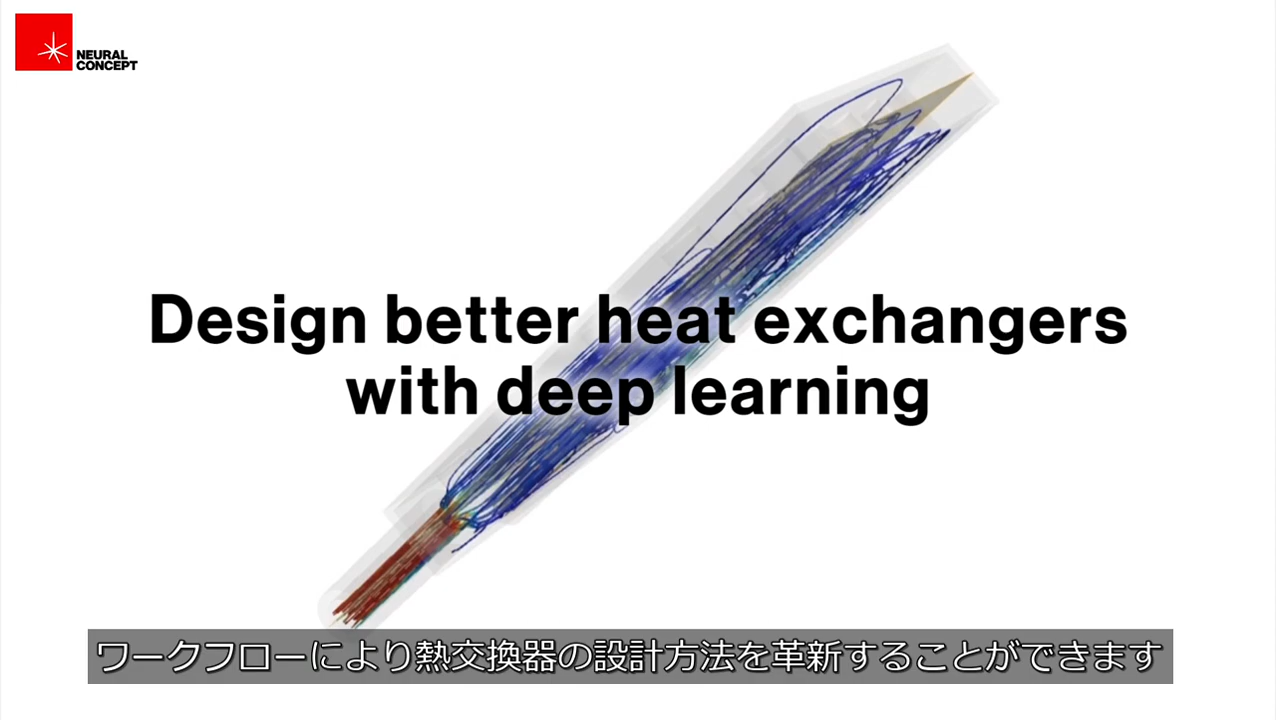 NEURAL
CONCEPT
Design better heat exchangers
with deep learning
ワークフローにより熱交換器の設計方法を革新することができます